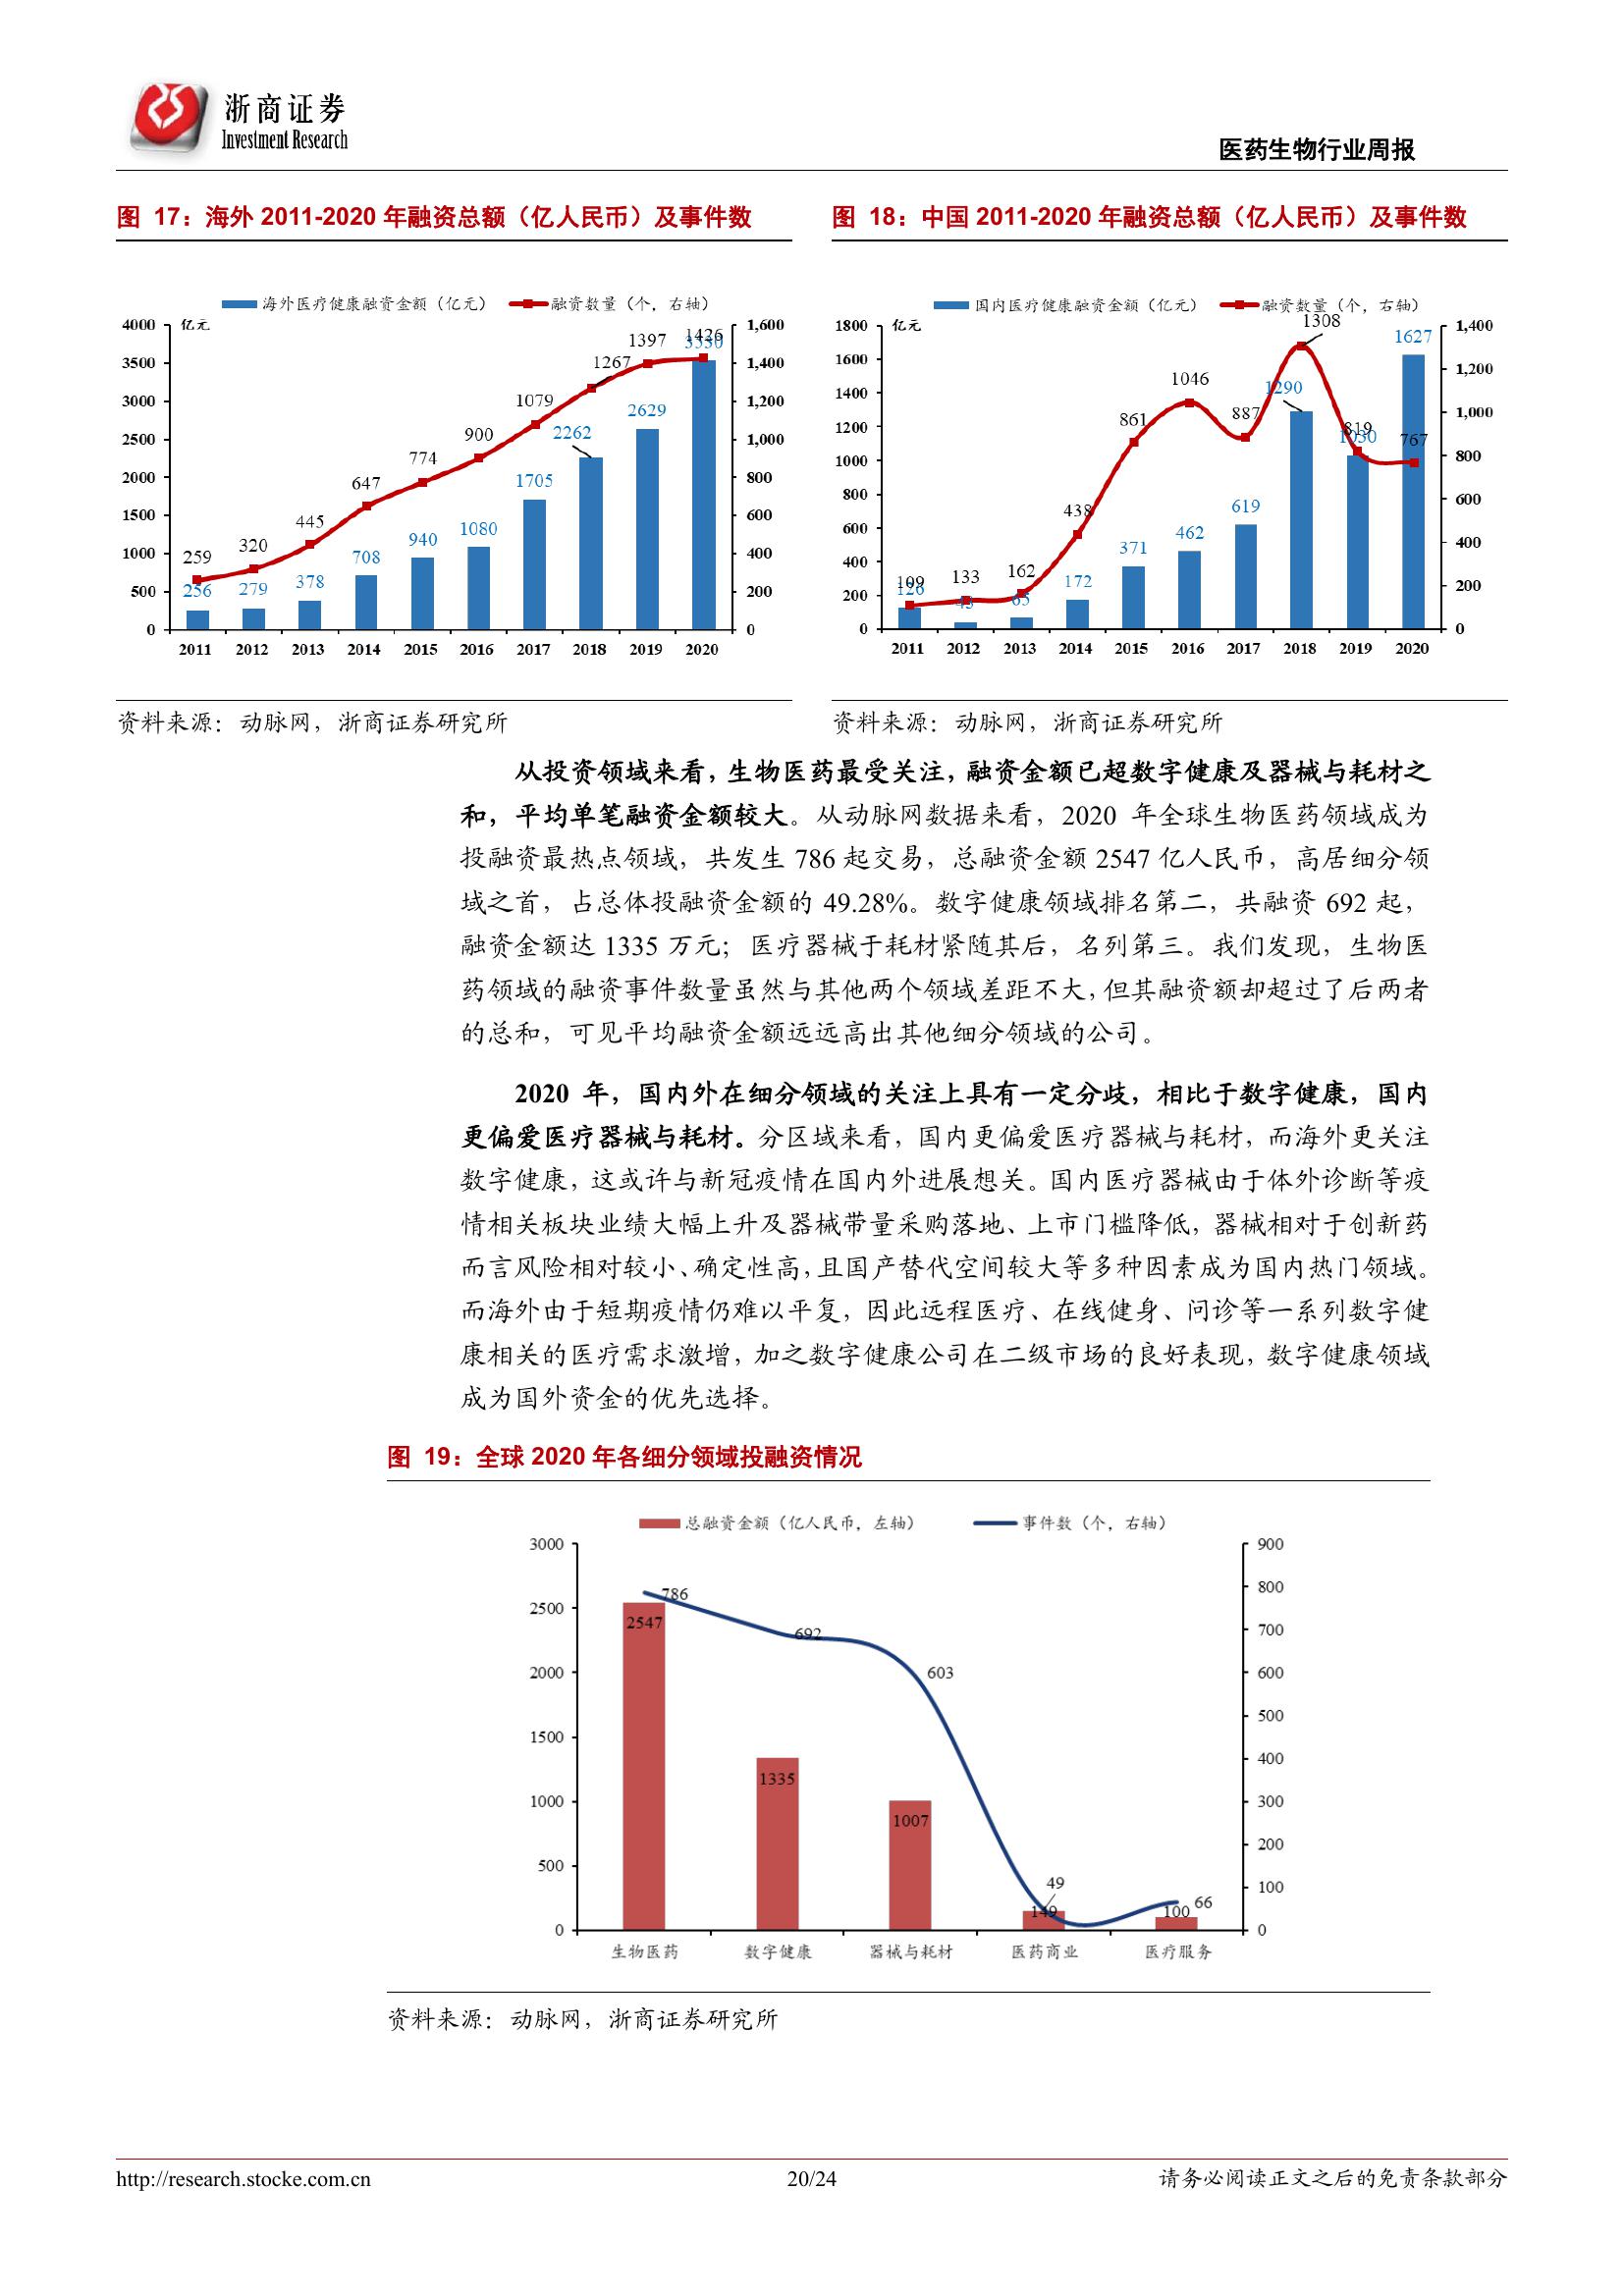 浙商证券
Investment Research
医药生物行业周报
图 17：海外 2011-2020 年融资总额（亿人民币）及事件数
海外医疗健康融资金额（亿元） 融资数量（个，右轴）
亿元
4000
3500
3000
2500
2000
1500
1000
500
0
1,600
1,400
1,200
1,000
800
600
400
200
0
259 320 445 647 774 900 1079 1267 1397 1426
256 279 378 708 940 1080 1705 2262 2629
2011 2012 2013 2014 2015 2016 2017 2018 2019 2020
资料来源：动脉网，浙商证券研究所
图 18：中国 2011-2020 年融资总额（亿人民币）及事件数
国内医疗健康融资金额（亿元） 融资数量（个，右轴）
亿元
1800
1600
1400
1200
1000
800
600
400
200
0
1,400
1,200
1,000
800
600
400
200
0
109 133 162 438 861 1046 887 1308 819 767
126 172 371 462 619 1290 1030 1627
2011 2012 2013 2014 2015 2016 2017 2018 2019 2020
资料来源：动脉网，浙商证券研究所
从投资领域来看，生物医药最受关注，融资金额已超数字健康及器械与耗材之
和，平均单笔融资金额较大。从动脉网数据来看，2020 年全球生物医药领域成为
投融资最热点领域，共发生 786 起交易，总融资金额 2547 亿人民币，高居细分领
域之首，占总体投融资金额的 49.28%。数字健康领域排名第二，共融资 692 起，
融资金额达 1335 万元；医疗器械于耗材紧随其后，名列第三。我们发现，生物医
药领域的融资事件数量虽然与其他两个领域差距不大，但其融资额却超过了后两者
的总和，可见平均融资金额远远高出其他细分领域的公司。
2020 年，国内外在细分领域的关注上具有一定分歧，相比于数字健康，国内
更偏爱医疗器械与耗材。分区域来看，国内更偏爱医疗器械与耗材，而海外更关注
数字健康，这或许与新冠疫情在国内外进展想关。国内医疗器械由于体外诊断等疫
情相关板块业绩大幅上升及器械带量采购落地、上市门槛降低，器械相对于创新药
而言风险相对较小、确定性高，且国产替代空间较大等多种因素成为国内热门领域。
而海外由于短期疫情仍难以平复，因此远程医疗、在线健身、问诊等一系列数字健
康相关的医疗需求激增，加之数字健康公司在二级市场的良好表现，数字健康领域
成为国外资金的优先选择。
图 19：全球 2020 年各细分领域投融资情况
总融资金额（亿人民币，左轴） 事件数（个，右轴）
3000
2500
2000
1500
1000
500
0
900
800
700
600
500
400
300
200
100
0
786 692 603 49 66
2547 1335 1007 149 100
生物医药 数字健康 器械与耗材 医药商业 医疗服务
资料来源：动脉网，浙商证券研究所
http://research.stocke.com.cn 20/24 请务必阅读正文之后的免责条款部分